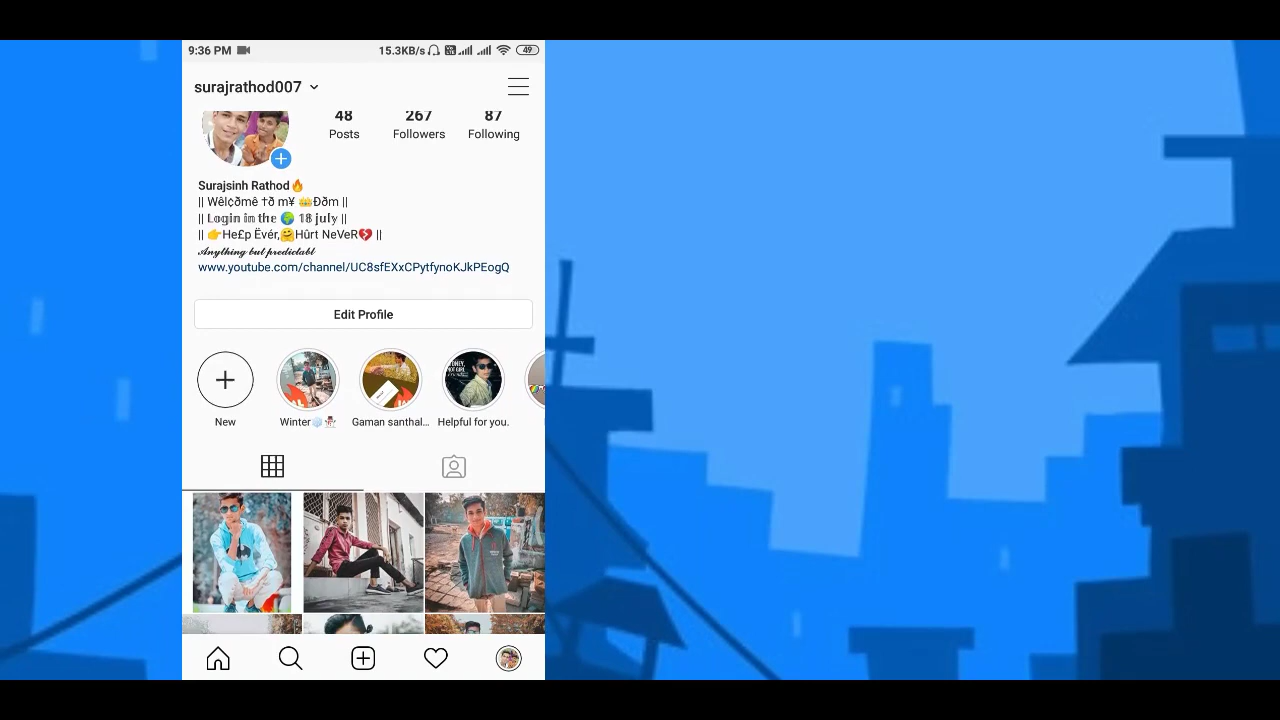 9:36 PM 15.3KB/s 49
surajrathod007
48 267 87
Posts Followers Following
Surajsinh Rathod🔥
|| Wêl¢ðmê †ð m¥ 👑Ððm ||
|| 𝕃𝕠𝕘𝕚𝕟 𝕚𝕟 𝕥𝕙𝕖 🌍 𝟙𝟠 𝕛𝕦𝕝𝕪 ||
|| 👉He£p Ëvér,🤗Hûrt NeVeR💔 ||
𝒜𝓃𝓎𝓉𝒽𝒾𝓃𝑔 𝒷𝓊𝓉 𝓅𝓇𝑒𝒹𝒾𝒸𝓉𝒶𝒷𝓁
www.youtube.com/channel/UC8sfEXxCPytfynoKJkPEogQ
Edit Profile
New Winter❄️⛄ Gaman santhal... Helpful for you.